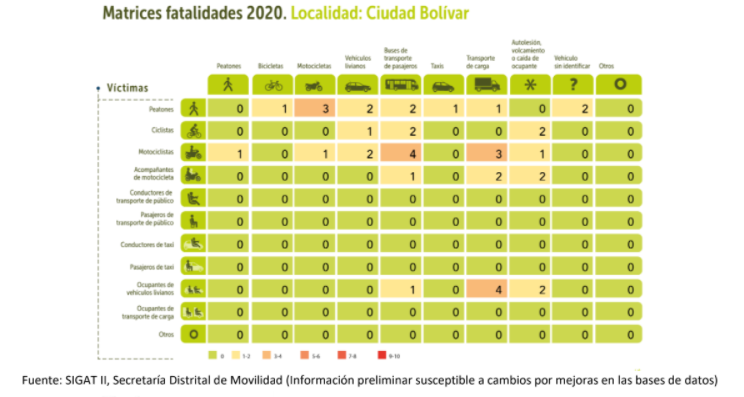 Matrices fatalidades 2020. Localidad: Ciudad Bolívar
Peatones Bicicletas Motocicletas Vehículos livianos Bases de transporte de pasajeros Taxis Transporte de carga Autolesión, volcamiento o caída de ocupante Vehículo sin identificar Otros
Víctimas ?
Peatones 0 1 3 2 2 1 1 0 2 0
Ciclistas 0 0 0 1 2 0 0 2 0 0
Motociclistas 1 0 1 2 4 0 3 1 0 0
Acompañantes de motocicleta 0 0 0 0 1 0 2 2 0 0
Conductores de transporte de público 0 0 0 0 0 0 0 0 0 0
Pasajeros de transporte de público 0 0 0 0 0 0 0 0 0 0
Conductores de taxi 0 0 0 0 0 0 0 0 0 0
Pasajeros de taxi 0 0 0 0 0 0 0 0 0 0
Ocupantes de vehículos livianos 0 0 0 0 1 0 4 2 0 0
Ocupantes de transporte de carga 0 0 0 0 0 0 0 0 0 0
Otros 0 0 0 0 0 0 0 0 0 0
0 1-2 3-4 5-6 7-8 9-10
Fuente: SIGAT II, Secretaría Distrital de Movilidad (Información preliminar susceptible a cambios por mejoras en las bases de datos)